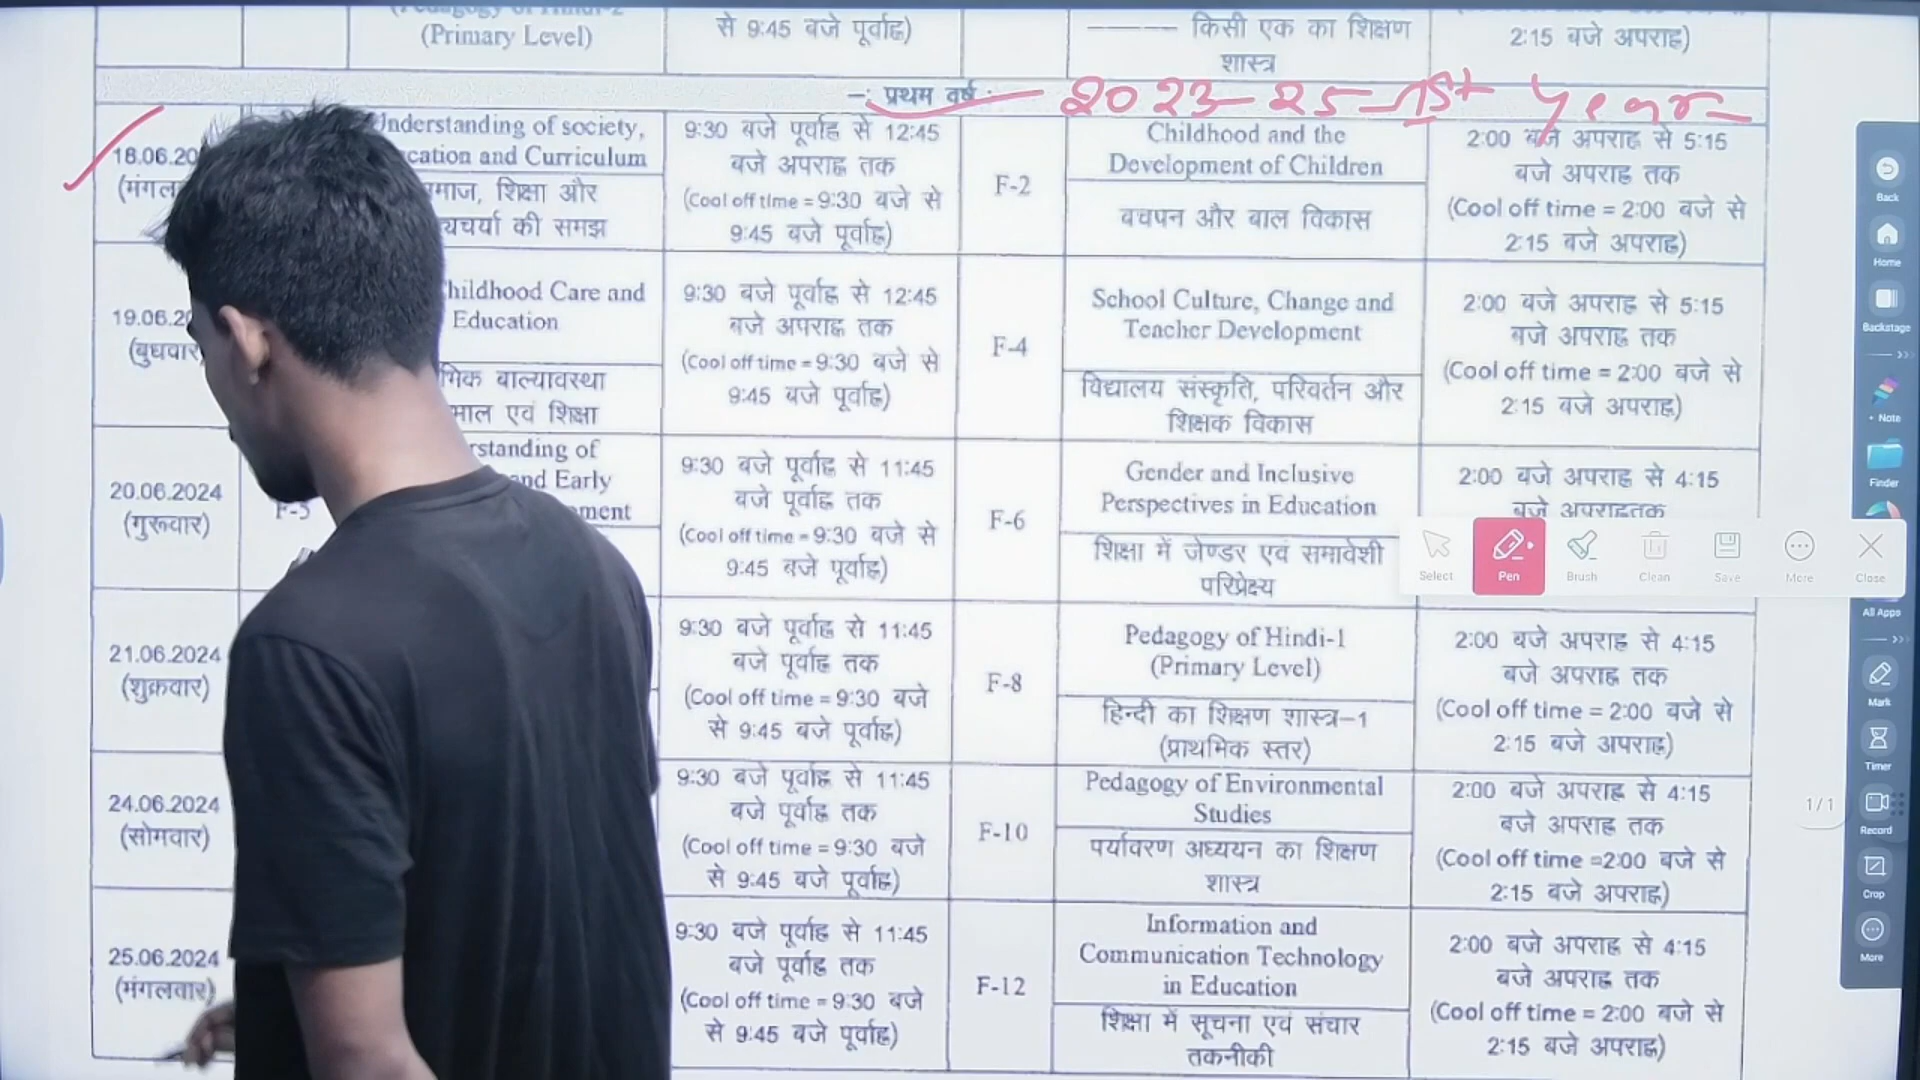 (Primary Level)
से 9:45 बजे पूर्वाह्न)
किसी एक का शिक्षण
शास्त्र
2:15 बजे अपराह्न)
-: प्रथम वर्ष :-
2023-25-1st Year
18.06.20
Understanding of society,
cation and Curriculum
माज, शिक्षा और
यचर्या की समझ
9:30 बजे पूर्वाह्न से 12:45
बजे अपराह्न तक
(Cool off time = 9:30 बजे से
9:45 बजे पूर्वाह्न)
F-2
Childhood and the
Development of Children
बचपन और बाल विकास
2:00 बजे अपराह्न से 5:15
बजे अपराह्न तक
(Cool off time = 2:00 बजे से
2:15 बजे अपराह्न)
19.06.20
(बुधवार)
hildhood Care and
Education
भिक बाल्यावस्था
भाल एवं शिक्षा
9:30 बजे पूर्वाह्न से 12:45
बजे अपराह्न तक
(Cool off time = 9:30 बजे से
9:45 बजे पूर्वाह्न)
F-4
School Culture, Change and
Teacher Development
विद्यालय संस्कृति, परिवर्तन और
शिक्षक विकास
2:00 बजे अपराह्न से 5:15
बजे अपराह्न तक
(Cool off time = 2:00 बजे से
2:15 बजे अपराह्न)
20.06.2024
(गुरूवार)
F-5
rstanding of
and Early
ment
9:30 बजे पूर्वाह्न से 11:45
बजे पूर्वाह्न तक
(Cool off time = 9:30 बजे से
9:45 बजे पूर्वाह्न)
F-6
Gender and Inclusive
Perspectives in Education
शिक्षा में जेण्डर एवं समावेशी
परिप्रेक्ष्य
2:00 बजे अपराह्न से 4:15
बजे अपराह्नतक
21.06.2024
(शुक्रवार)
9:30 बजे पूर्वाह्न से 11:45
बजे पूर्वाह्न तक
(Cool off time = 9:30 बजे
से 9:45 बजे पूर्वाह्न)
F-8
Pedagogy of Hindi-1
(Primary Level)
हिन्दी का शिक्षण शास्त्र-1
(प्राथमिक स्तर)
2:00 बजे अपराह्न से 4:15
बजे अपराह्न तक
(Cool off time = 2:00 बजे से
2:15 बजे अपराह्न)
24.06.2024
(सोमवार)
9:30 बजे पूर्वाह्न से 11:45
बजे पूर्वाह्न तक
(Cool off time = 9:30 बजे
से 9:45 बजे पूर्वाह्न)
F-10
Pedagogy of Environmental
Studies
पर्यावरण अध्ययन का शिक्षण
शास्त्र
2:00 बजे अपराह्न से 4:15
बजे अपराह्न तक
(Cool off time =2:00 बजे से
2:15 बजे अपराह्न)
25.06.2024
(मंगलवार)
9:30 बजे पूर्वाह्न से 11:45
बजे पूर्वाह्न तक
(Cool off time = 9:30 बजे
से 9:45 बजे पूर्वाह्न)
F-12
Information and
Communication Technology
in Education
शिक्षा में सूचना एवं संचार
तकनीकी
2:00 बजे अपराह्न से 4:15
बजे अपराह्न तक
(Cool off time = 2:00 बजे से
2:15 बजे अपराह्न)
Select
Pen
Brush
Clean
Save
More
Close
Back
Home
Backstage
+ Note
Finder
All Apps
Mark
Timer
1/1
Record
Crop
More